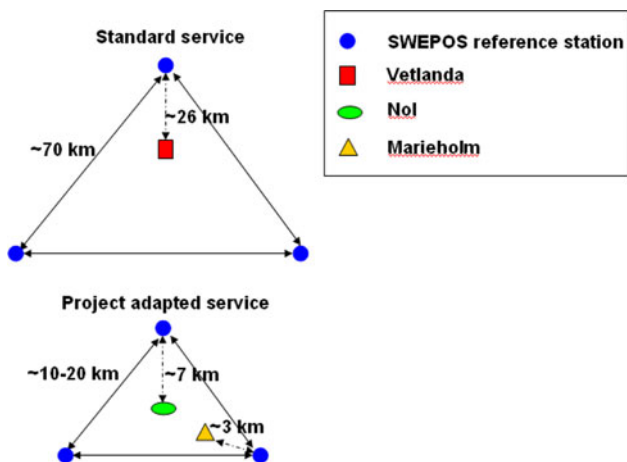 Standard service
~26 km
~70 km
SWEPOS reference station
Vetlanda
Nol
Marieholm
Project adapted service
~10-20 km
~7 km
~3 km